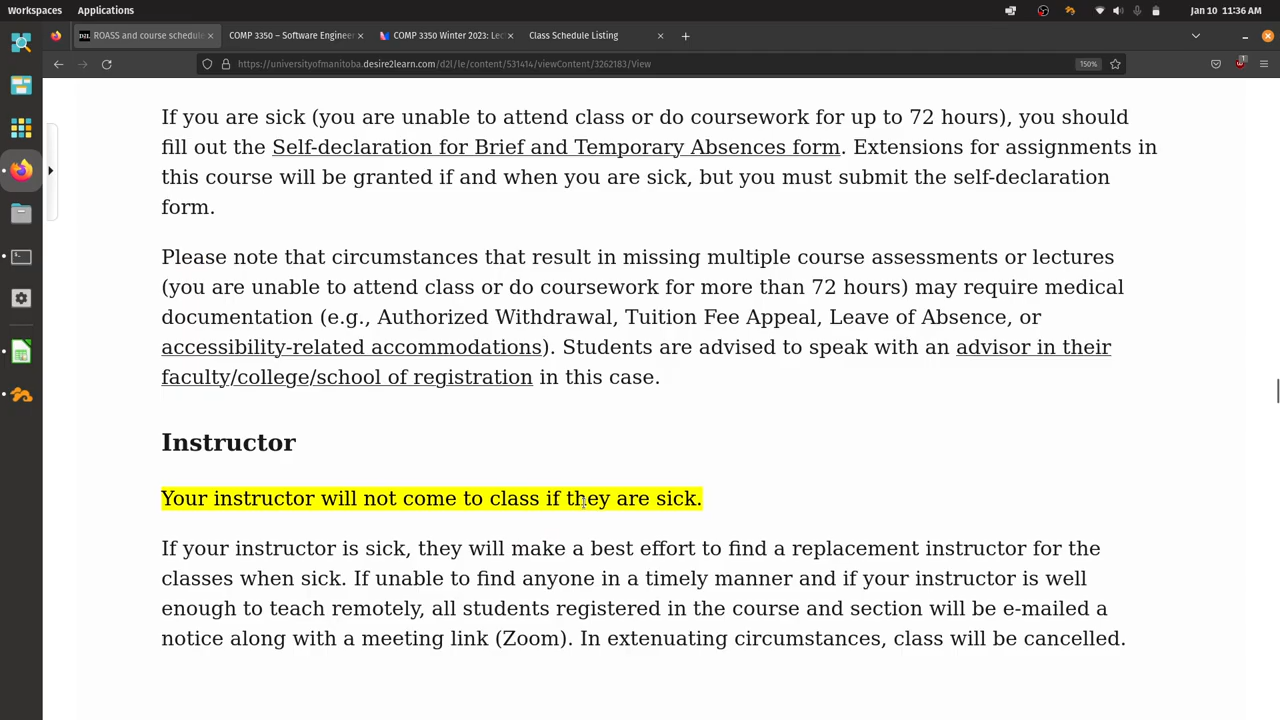 Workspaces Applications Jan 10 11:36 AM
ROASS and course schedule COMP 3350 – Software Engineer COMP 3350 Winter 2023: Lec Class Schedule Listing
https://universityofmanitoba.desire2learn.com/d2l/le/content/531414/viewContent/3262183/View 150%
If you are sick (you are unable to attend class or do coursework for up to 72 hours), you should
fill out the Self-declaration for Brief and Temporary Absences form. Extensions for assignments in
this course will be granted if and when you are sick, but you must submit the self-declaration
form.
Please note that circumstances that result in missing multiple course assessments or lectures
(you are unable to attend class or do coursework for more than 72 hours) may require medical
documentation (e.g., Authorized Withdrawal, Tuition Fee Appeal, Leave of Absence, or
accessibility-related accommodations). Students are advised to speak with an advisor in their
faculty/college/school of registration in this case.
Instructor
Your instructor will not come to class if they are sick.
If your instructor is sick, they will make a best effort to find a replacement instructor for the
classes when sick. If unable to find anyone in a timely manner and if your instructor is well
enough to teach remotely, all students registered in the course and section will be e-mailed a
notice along with a meeting link (Zoom). In extenuating circumstances, class will be cancelled.